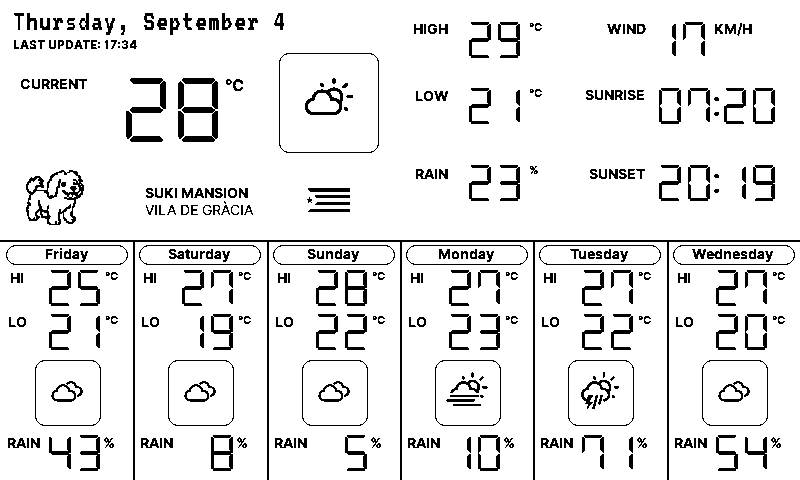 Thursday, September 4
LAST UPDATE: 17:34
CURRENT 28 °C
SUKI MANSION
VILA DE GRÀCIA
HIGH 29 °C
LOW 21 °C
RAIN 23 %
WIND 17 KM/H
SUNRISE 07:20
SUNSET 20:19
Friday
HI 25 °C
LO 21 °C
RAIN 43 %
Saturday
HI 27 °C
LO 19 °C
RAIN 8 %
Sunday
HI 28 °C
LO 22 °C
RAIN 5 %
Monday
HI 27 °C
LO 23 °C
RAIN 10 %
Tuesday
HI 27 °C
LO 22 °C
RAIN 71 %
Wednesday
HI 27 °C
LO 20 °C
RAIN 54 %